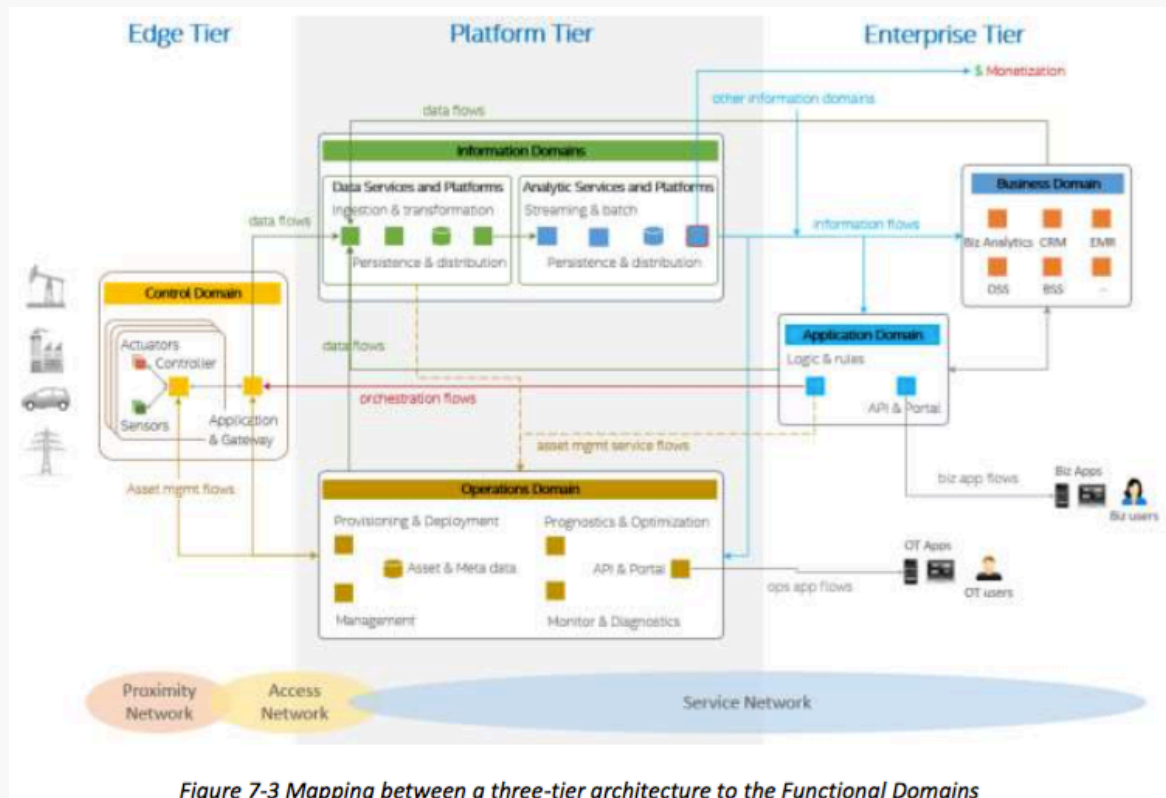 Edge Tier
Platform Tier
Enterprise Tier
$ Monetization
other information domains
data flows
Information Domains
Data Services and Platforms
Ingestion & transformation
Persistence & distribution
Analytic Services and Platforms
Streaming & batch
Persistence & distribution
Business Domain
Biz Analytics
CRM
EMR
OSS
BSS
...
data flows
information flows
Control Domain
Actuators
Controller
Sensors
Application
& Gateway
data flows
Application Domain
Logic & rules
API & Portal
orchestration flows
asset mgmt service flows
Asset mgmt flows
Operations Domain
Provisioning & Deployment
Prognostics & Optimization
Asset & Meta data
API & Portal
Management
Monitor & Diagnostics
biz app flows
Biz Apps
Biz users
OT Apps
ops app flows
OT users
Proximity
Network
Access
Network
Service Network
Figure 7-3 Mapping between a three-tier architecture to the Functional Domains